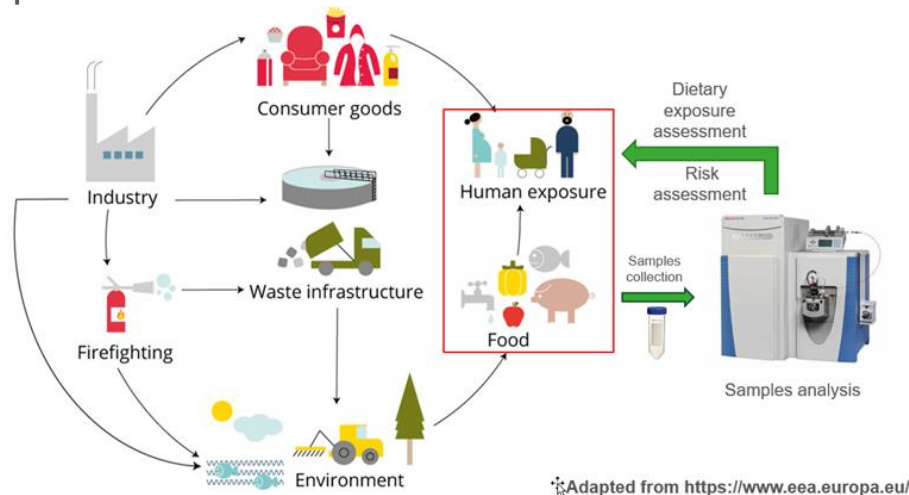 Consumer goods
Industry
Firefighting
Waste infrastructure
Environment
Human exposure
Food
Samples
collection
Dietary
exposure
assessment
Risk
assessment
Samples analysis
Adapted from https://www.eea.europa.eu/